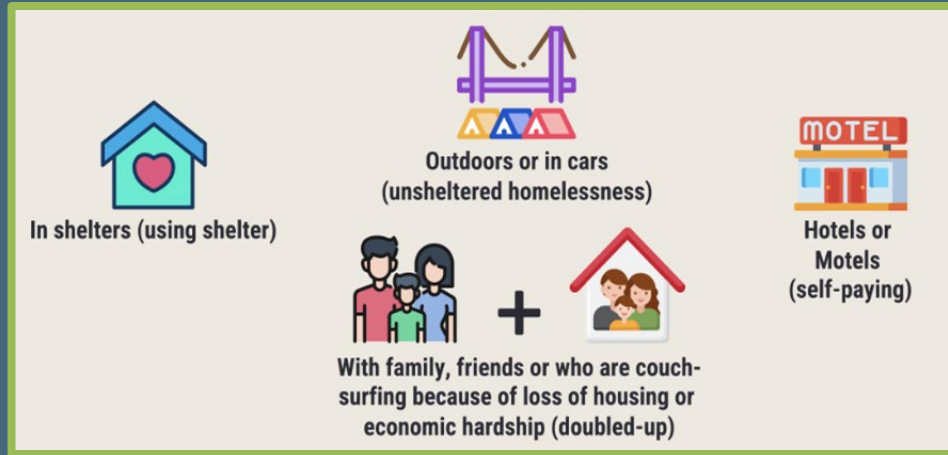 In shelters (using shelter)
Outdoors or in cars
(unsheltered homelessness)
MOTEL
Hotels or
Motels
(self-paying)
With family, friends or who are couch-
surfing because of loss of housing or
economic hardship (doubled-up)